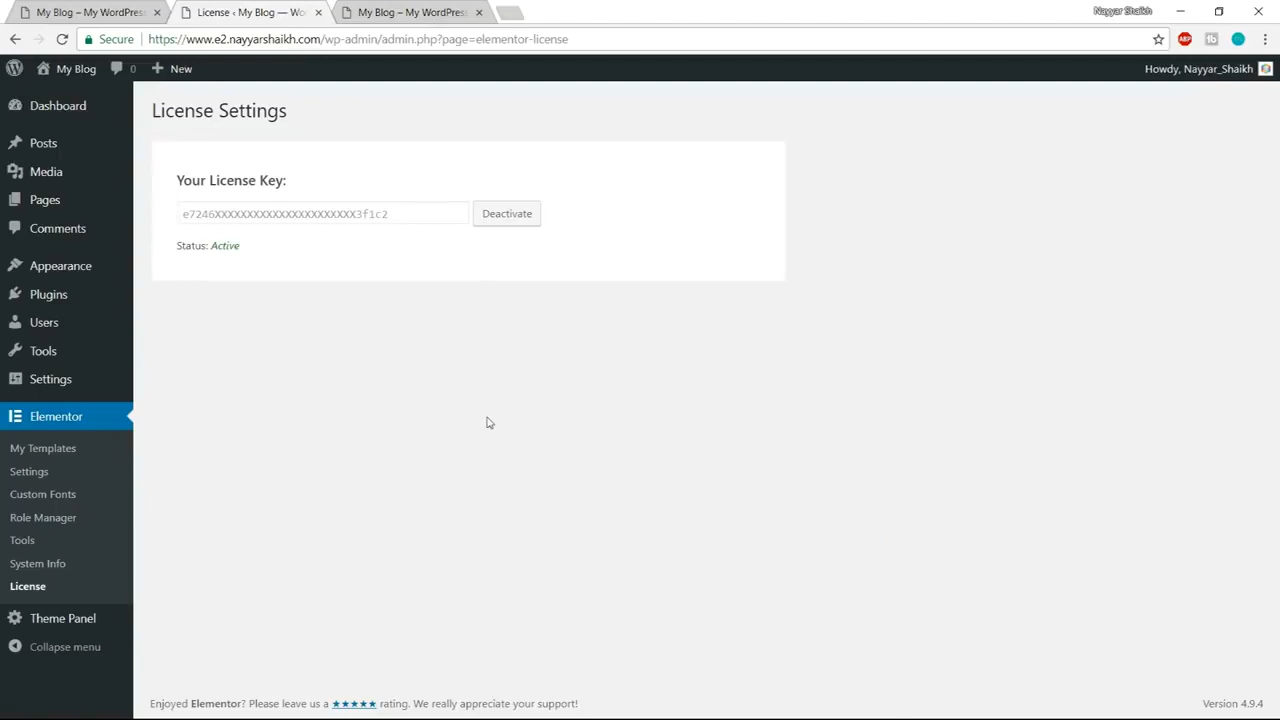 My Blog – My WordPress
License ‹ My Blog — Wo
My Blog – My WordPress
Nayyar Shaikh
Secure
https://www.e2.nayyarshaikh.com/wp-admin/admin.php?page=elementor-license
ABP
tb
My Blog
0
New
Howdy, Nayyar_Shaikh
Dashboard
Posts
Media
Pages
Comments
Appearance
Plugins
Users
Tools
Settings
Elementor
My Templates
Settings
Custom Fonts
Role Manager
Tools
System Info
License
Theme Panel
Collapse menu
License Settings
Your License Key:
e7246XXXXXXXXXXXXXXXXXXXXXX3f1c2
Deactivate
Status: Active
Enjoyed Elementor? Please leave us a ★★★★★ rating. We really appreciate your support!
Version 4.9.4